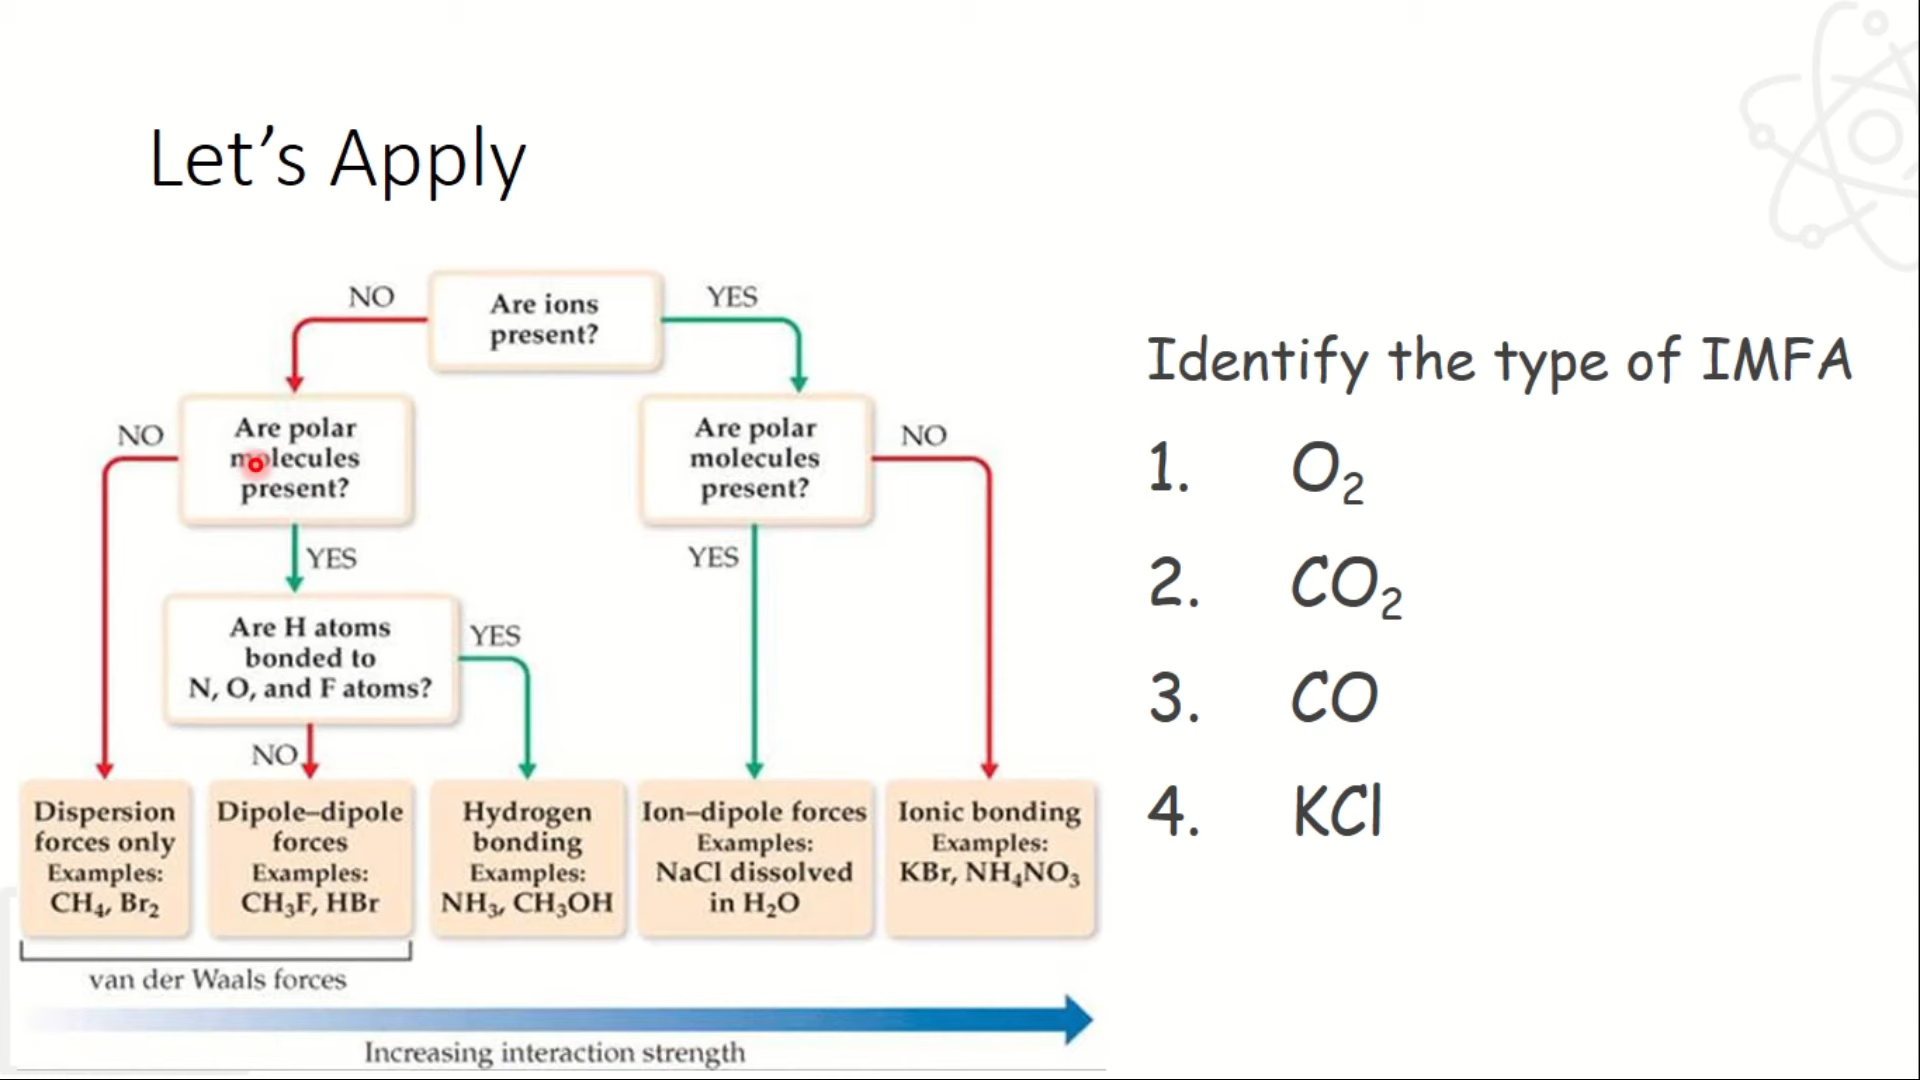 Let's Apply
NO
Are ions
present?
YES
NO
Are polar
molecules
present?
YES
Are polar
molecules
present?
NO
YES
Are H atoms
bonded to
N, O, and F atoms?
YES
NO
Dispersion
forces only
Examples:
CH₄, Br₂
Dipole–dipole
forces
Examples:
CH₃F, HBr
Hydrogen
bonding
Examples:
NH₃, CH₃OH
Ion–dipole forces
Examples:
NaCl dissolved
in H₂O
Ionic bonding
Examples:
KBr, NH₄NO₃
van der Waals forces
Increasing interaction strength
Identify the type of IMFA
1. O₂
2. CO₂
3. CO
4. KCl